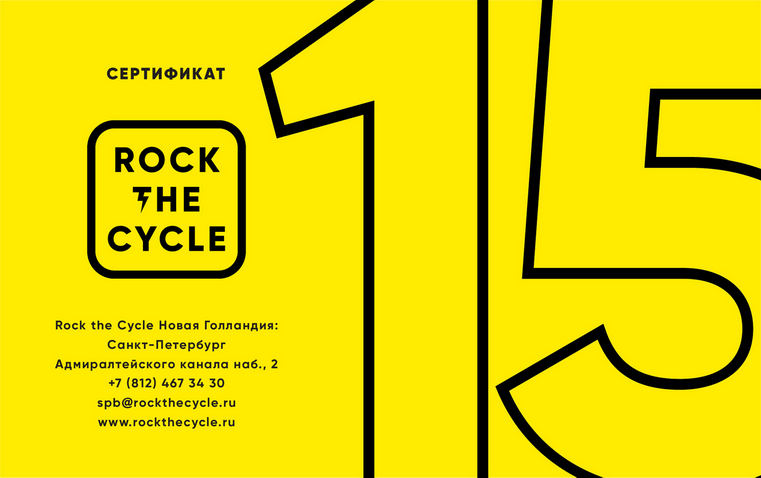 СЕРТИФИКАТ
ROCK
THE
CYCLE
Rock the Cycle Новая Голландия:
Санкт-Петербург
Адмиралтейского канала наб., 2
+7 (812) 467 34 30
spb@rockthecycle.ru
www.rockthecycle.ru
15